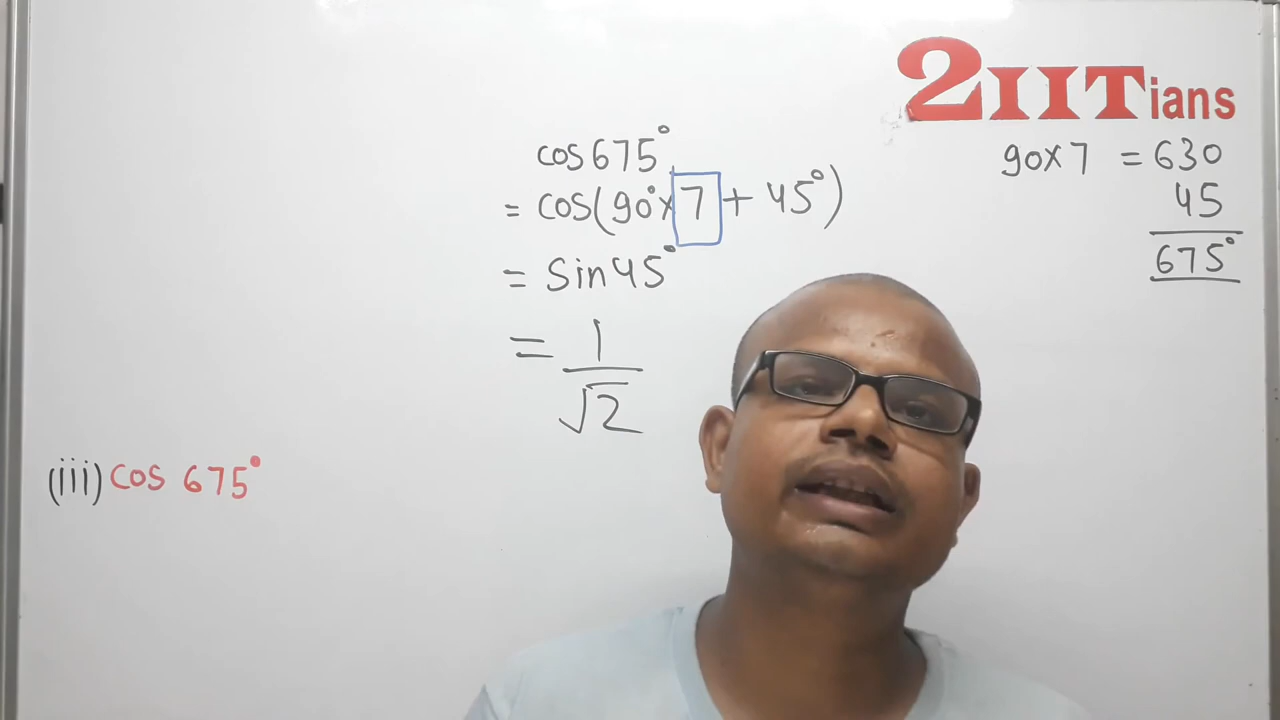 2IITians
cos 675°
= cos(90°×7 + 45°)
= Sin 45°
= 1
√2
90×7 = 630
45
675°
(iii) cos 675°